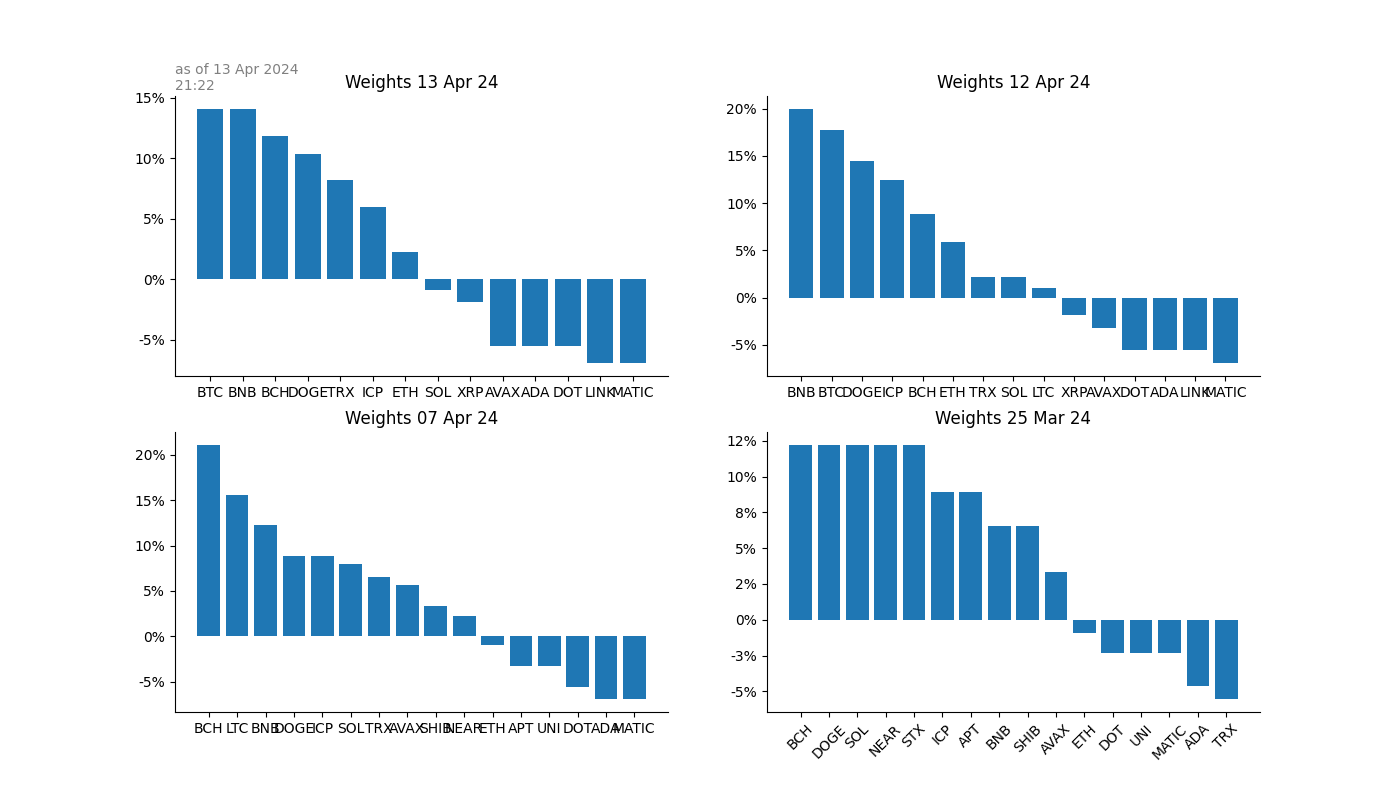 as of 13 Apr 2024
21:22
Weights 13 Apr 24
15%
10%
5%
0%
-5%
BTC BNB BCH DOGE TRX ICP ETH SOL XRP AVAX ADA DOT LINK MATIC
Weights 12 Apr 24
20%
15%
10%
5%
0%
-5%
BNB BTC DOGE ICP BCH ETH TRX SOL LTC XRP AVAX DOT ADA LINK MATIC
Weights 07 Apr 24
20%
15%
10%
5%
0%
-5%
BCH LTC BNB DOGE ICP SOL TRX AVAX SHIB NEAR ETH APT UNI DOT ADA MATIC
Weights 25 Mar 24
12%
10%
8%
5%
2%
0%
-3%
-5%
BCH DOGE SOL NEAR STX ICP APT BNB SHIB AVAX ETH DOT UNI MATIC ADA TRX